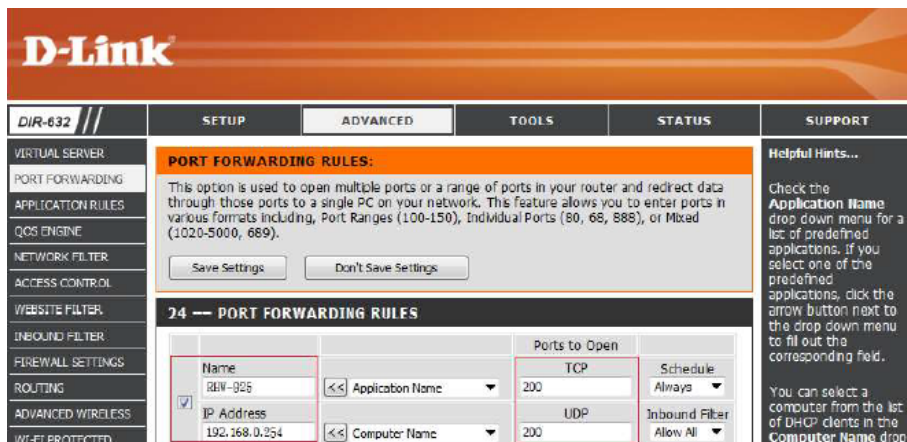 D-Link
DIR-632
SETUP
ADVANCED
TOOLS
STATUS
SUPPORT
VIRTUAL SERVER
PORT FORWARDING
APPLICATION RULES
QOS ENGINE
NETWORK FILTER
ACCESS CONTROL
WEBSITE FILTER
INBOUND FILTER
FIREWALL SETTINGS
ROUTING
ADVANCED WIRELESS
WI-FI PROTECTED
PORT FORWARDING RULES:
This option is used to open multiple ports or a range of ports in your router and redirect data
through those ports to a single PC on your network. This feature allows you to enter ports in
various formats including, Port Ranges (100-150), Individual Ports (80, 68, 888), or Mixed
(1020-5000, 689).
Save Settings
Don't Save Settings
24 -- PORT FORWARDING RULES
Ports to Open
Name
TCP
Schedule
<< Application Name
200
Always
IP Address
UDP
Inbound Filter
192.168.0.254
<< Computer Name
200
Allow All
Helpful Hints...
Check the
Application Name
drop down menu for a
list of predefined
applications. If you
select one of the
predefined
applications, click the
arrow button next to
the drop down menu
to fill out the
corresponding field.
You can select a
computer from the list
of DHCP clients in the
Computer Name drop